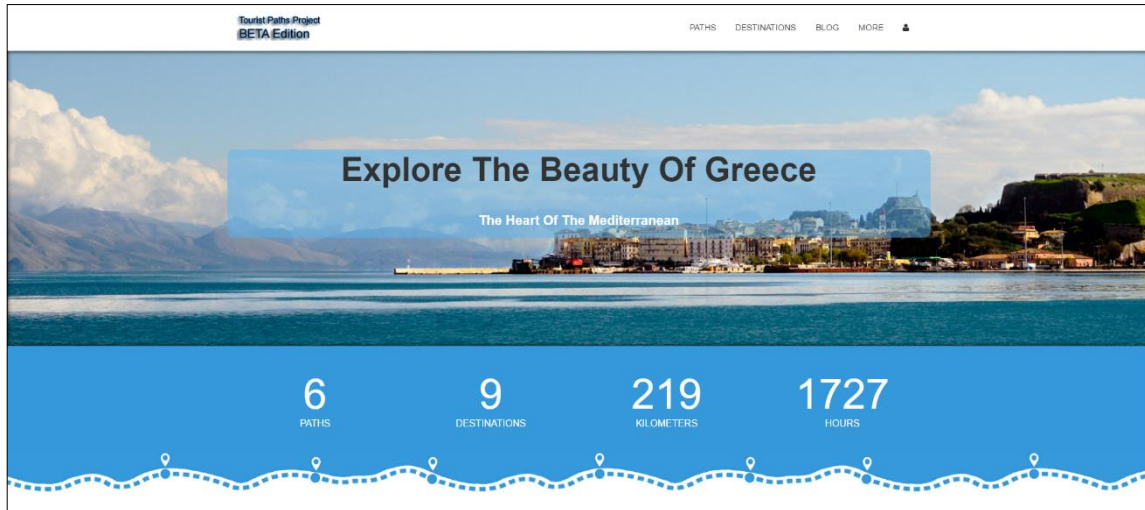 Tourist Paths Project
BETA Edition
PATHS DESTINATIONS BLOG MORE
Explore The Beauty Of Greece
The Heart Of The Mediterranean
6 9 219 1727
PATHS DESTINATIONS KILOMETERS HOURS